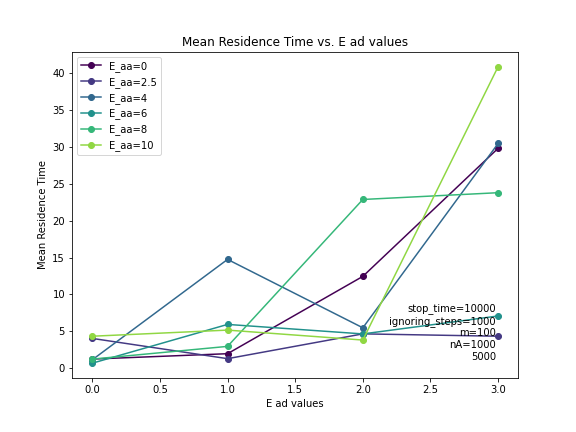 Mean Residence Time vs. E ad values
E_aa=0
E_aa=2.5
E_aa=4
E_aa=6
E_aa=8
E_aa=10
Mean Residence Time
40
35
30
25
20
15
10
5
0
stop_time=10000
ignoring_steps=1000
m=100
nA=1000
5000
0.0 0.5 1.0 1.5 2.0 2.5 3.0
E ad values